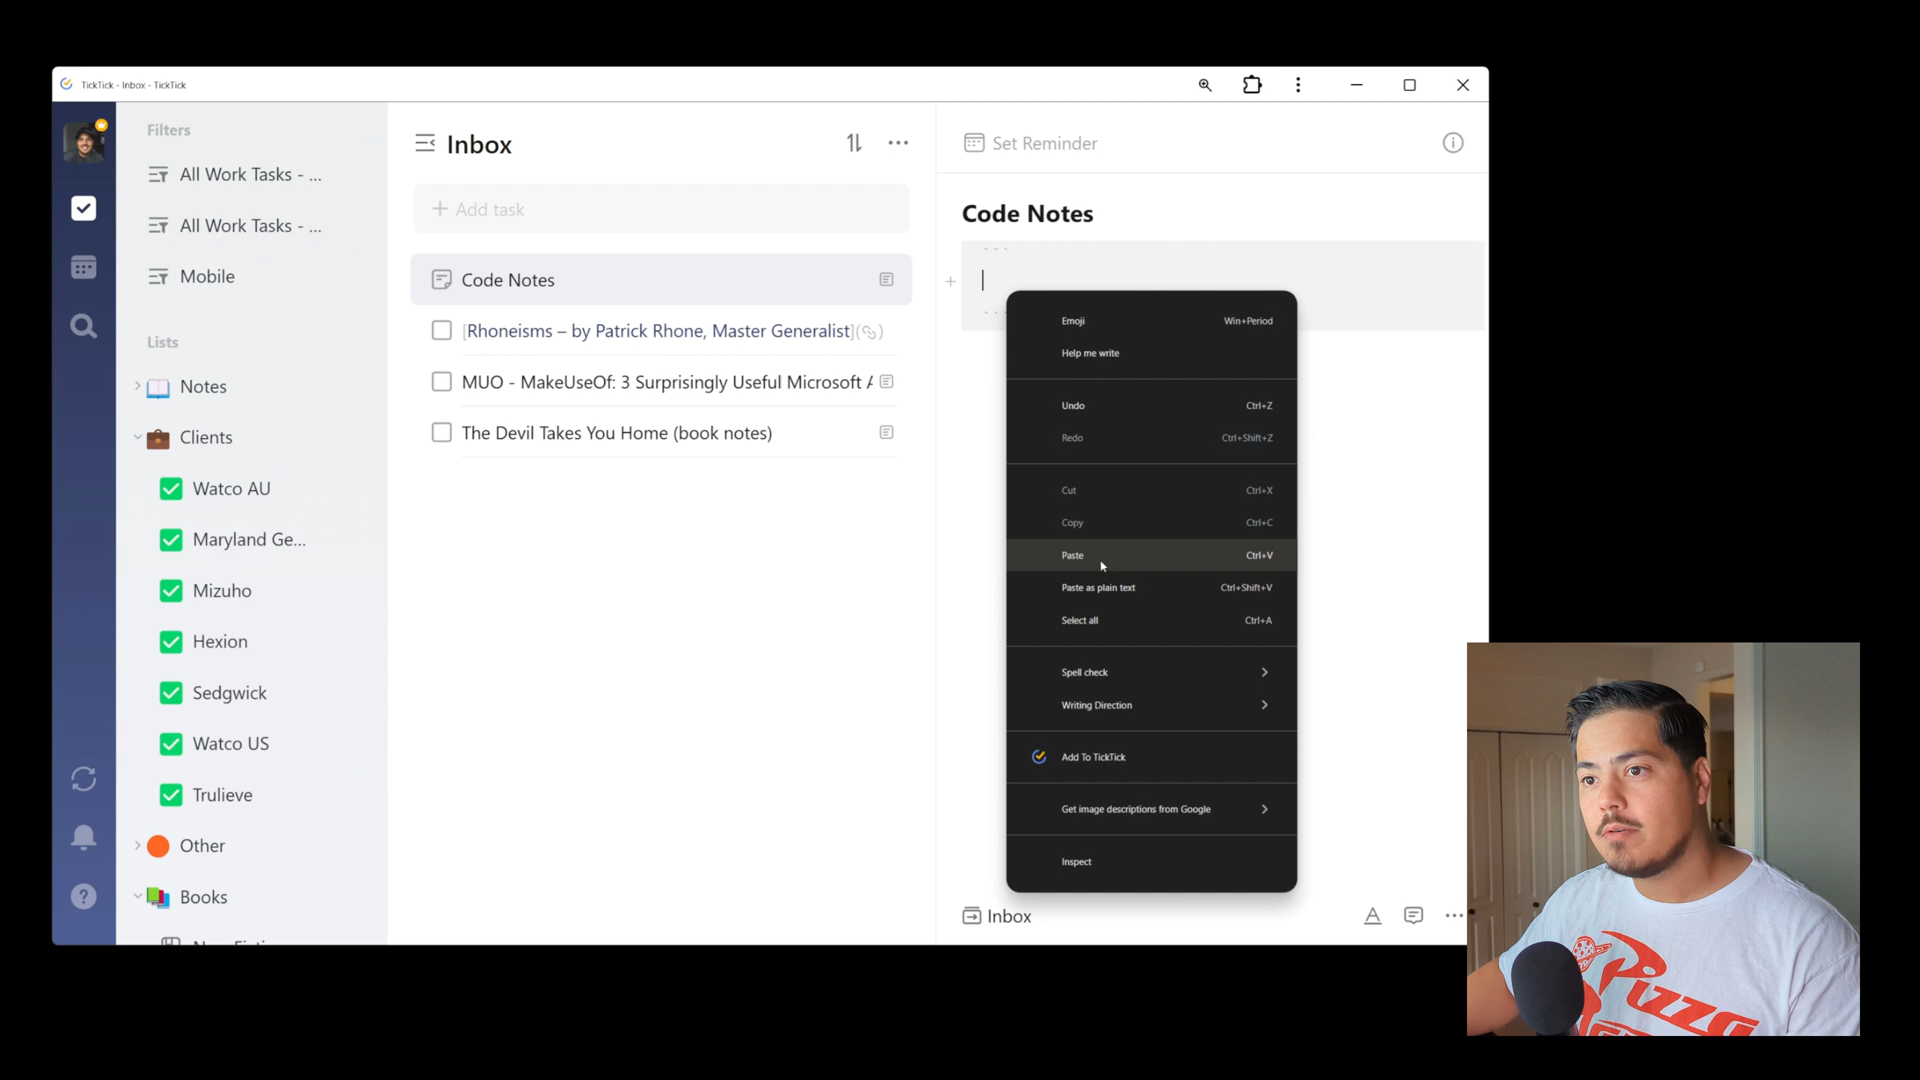 TickTick - Inbox - TickTick
Filters
All Work Tasks - ...
All Work Tasks - ...
Mobile
Lists
Notes
Clients
Watco AU
Maryland Ge...
Mizuho
Hexion
Sedgwick
Watco US
Trulieve
Other
Books
Inbox
+ Add task
Code Notes
[Rhoneisms – by Patrick Rhone, Master Generalist]( )
MUO - MakeUseOf: 3 Surprisingly Useful Microsoft
The Devil Takes You Home (book notes)
Set Reminder
Code Notes
```
Emoji Win+Period
Help me write
Undo Ctrl+Z
Redo Ctrl+Shift+Z
Cut Ctrl+X
Copy Ctrl+C
Paste Ctrl+V
Paste as plain text Ctrl+Shift+V
Select all Ctrl+A
Spell check
Writing Direction
Add To TickTick
Get image descriptions from Google
Inspect
Inbox
Pizza